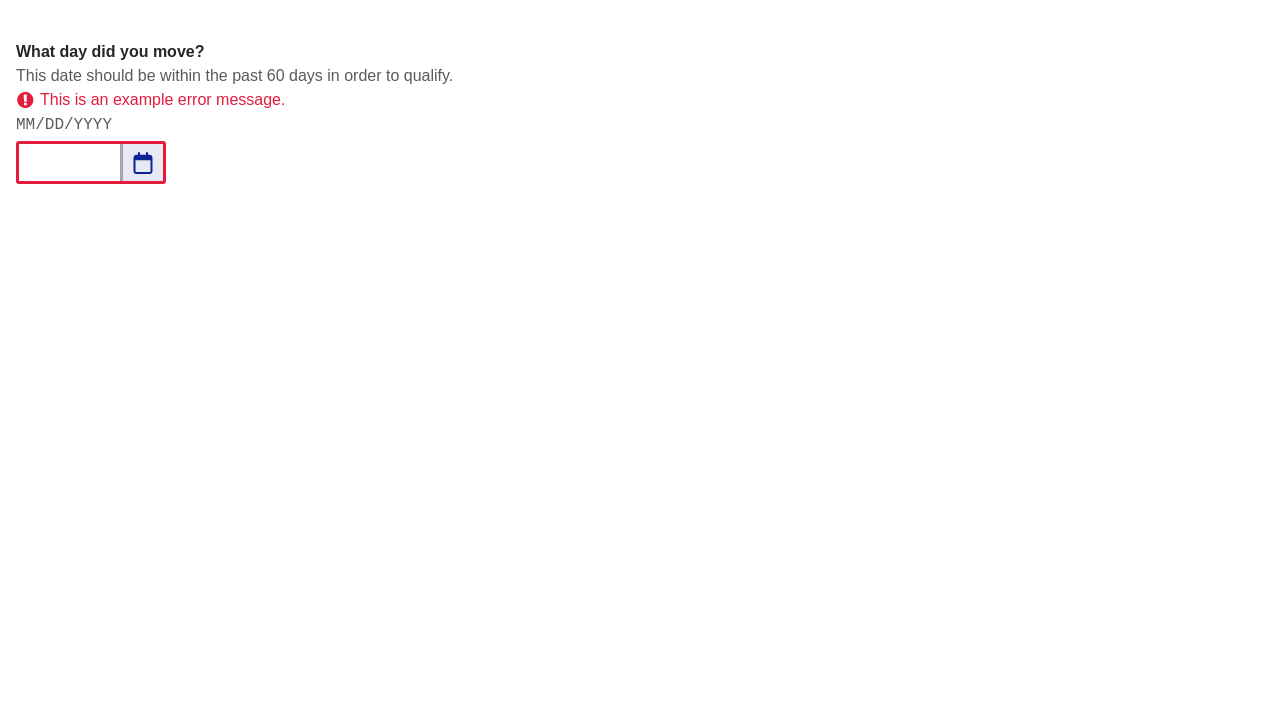 What day did you move?
This date should be within the past 60 days in order to qualify.
This is an example error message.
MM/DD/YYYY